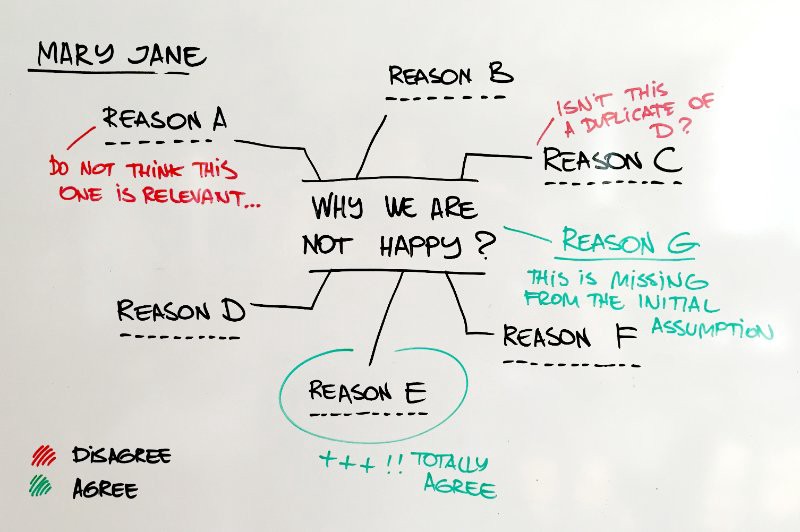 MARY JANE
REASON B
REASON A
ISN'T THIS
A DUPLICATE OF
D?
REASON C
DO NOT THINK THIS
ONE IS RELEVANT...
WHY WE ARE
NOT HAPPY?
REASON G
THIS IS MISSING
FROM THE INITIAL
ASSUMPTION
REASON D
REASON F
REASON E
+++!! TOTALLY
AGREE
DISAGREE
AGREE